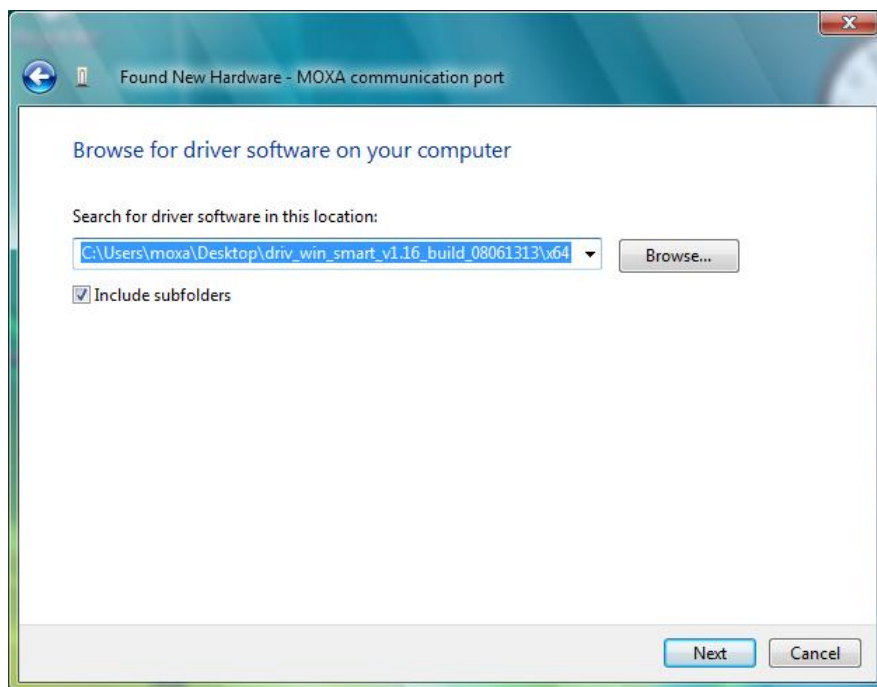 Found New Hardware - MOXA communication port
Browse for driver software on your computer
Search for driver software in this location:
C:\Users\moxa\Desktop\driv_win_smart_v1.16_build_08061313\x64
Browse...
Include subfolders
Next
Cancel